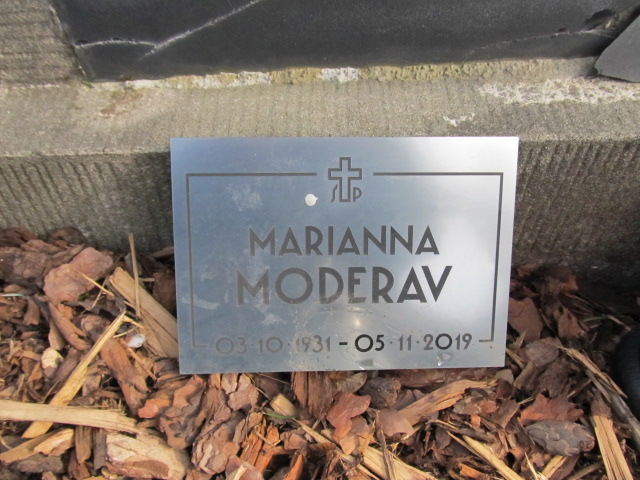 Ś P
MARIANNA
MODERAV
03·10·1931 - 05·11·2019